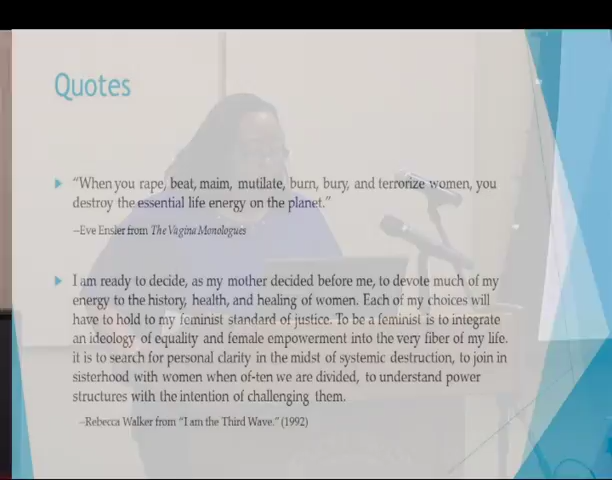 Quotes
"When you rape, beat, maim, mutilate, burn, bury, and terrorize women, you
destroy the essential life energy on the planet."
–Eve Ensler from The Vagina Monologues
I am ready to decide, as my mother decided before me, to devote much of my
energy to the history, health, and healing of women. Each of my choices will
have to hold to my feminist standard of justice. To be a feminist is to integrate
an ideology of equality and female empowerment into the very fiber of my life.
it is to search for personal clarity in the midst of systemic destruction, to join in
sisterhood with women when of-ten we are divided, to understand power
structures with the intention of challenging them.
–Rebecca Walker from "I am the Third Wave." (1992)